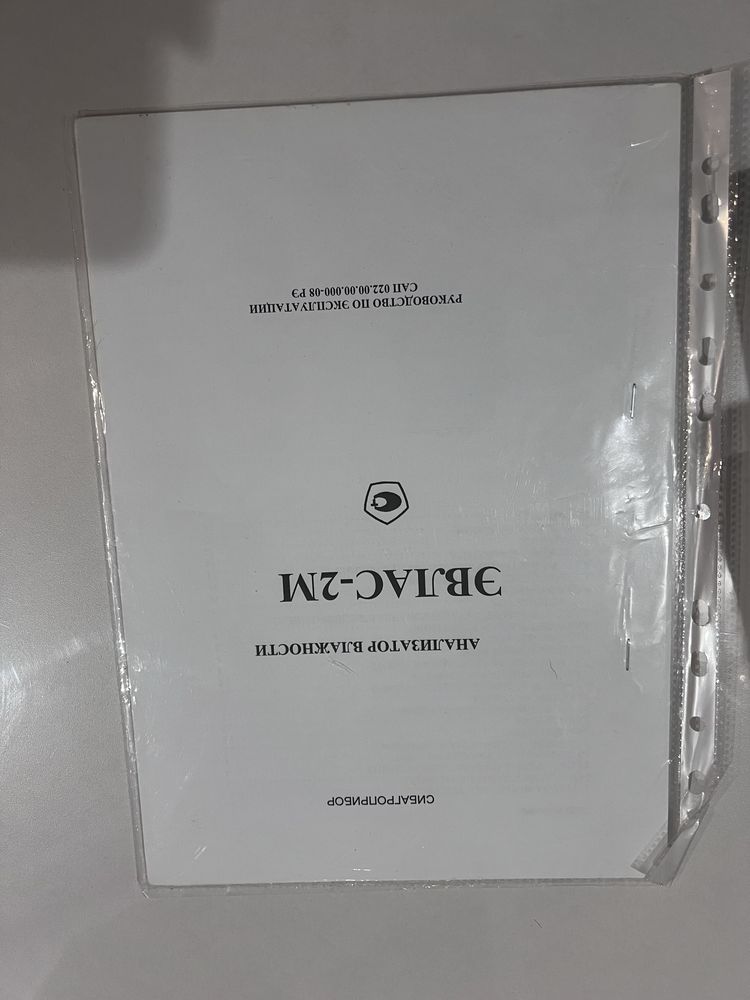 СИБАГРОПРИБОР
АНАЛИЗАТОР ВЛАЖНОСТИ
ЭВЛАС-2М
РУКОВОДСТВО ПО ЭКСПЛУАТАЦИИ
САП 022.00.00.000-08 РЭ